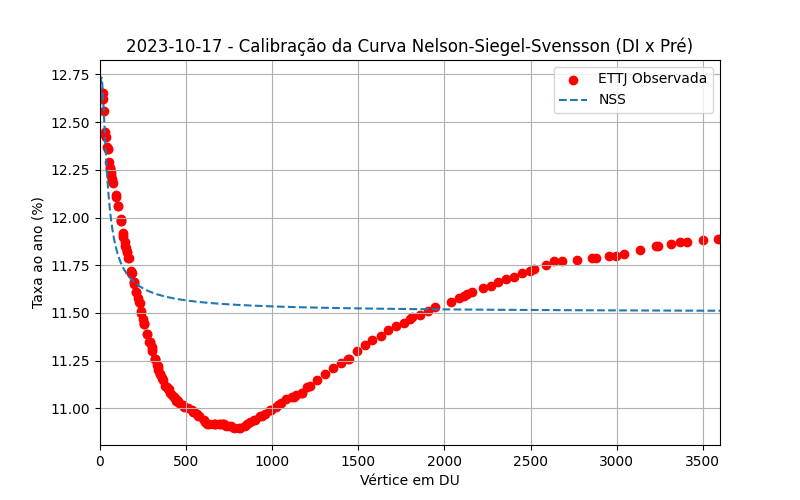 2023-10-17 - Calibração da Curva Nelson-Siegel-Svensson (DI x Pré)
ETTJ Observada
NSS
12.75
12.50
12.25
12.00
11.75
11.50
11.25
11.00
Taxa ao ano (%)
0 500 1000 1500 2000 2500 3000 3500
Vértice em DU